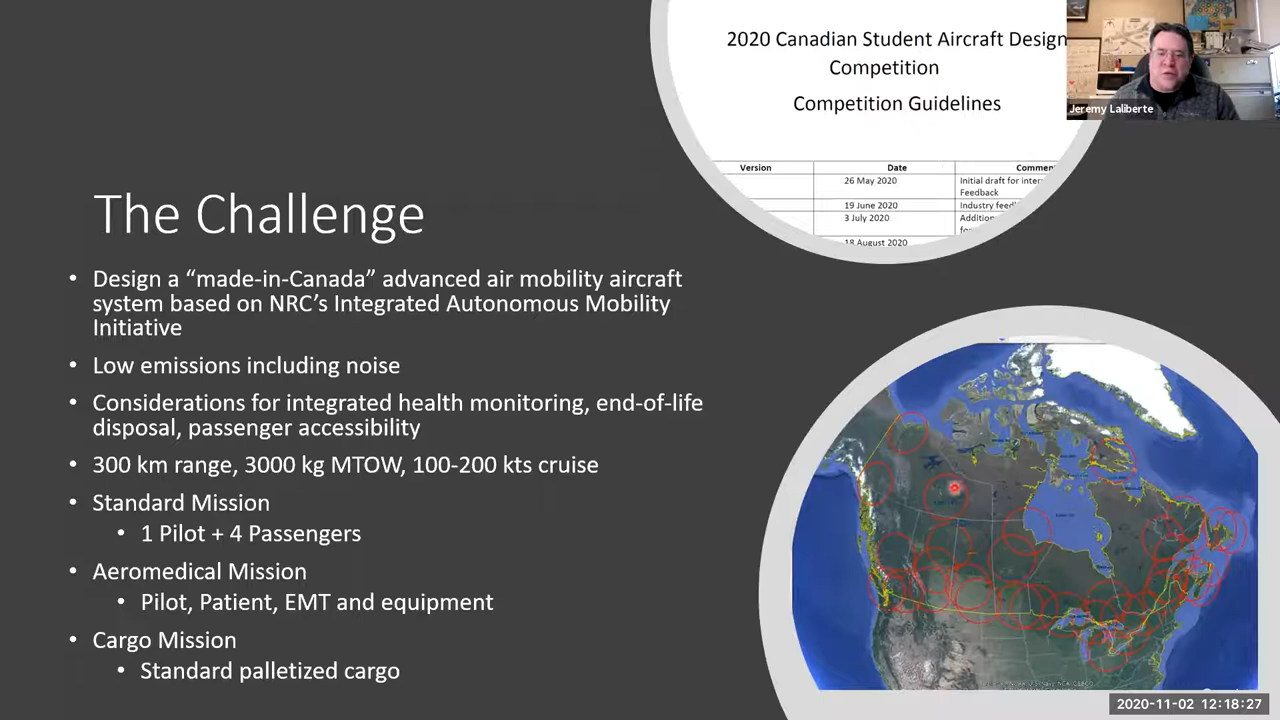 2020 Canadian Student Aircraft Design
Competition
Competition Guidelines
Version Date Commen
26 May 2020 Initial draft for inter
Feedback
19 June 2020 Industry feed
3 July 2020 Addition
for
18 August 2020
Jeremy Laliberte
The Challenge
• Design a “made-in-Canada” advanced air mobility aircraft
system based on NRC’s Integrated Autonomous Mobility
Initiative
• Low emissions including noise
• Considerations for integrated health monitoring, end-of-life
disposal, passenger accessibility
• 300 km range, 3000 kg MTOW, 100-200 kts cruise
• Standard Mission
• 1 Pilot + 4 Passengers
• Aeromedical Mission
• Pilot, Patient, EMT and equipment
• Cargo Mission
• Standard palletized cargo
2020-11-02 12:18:27